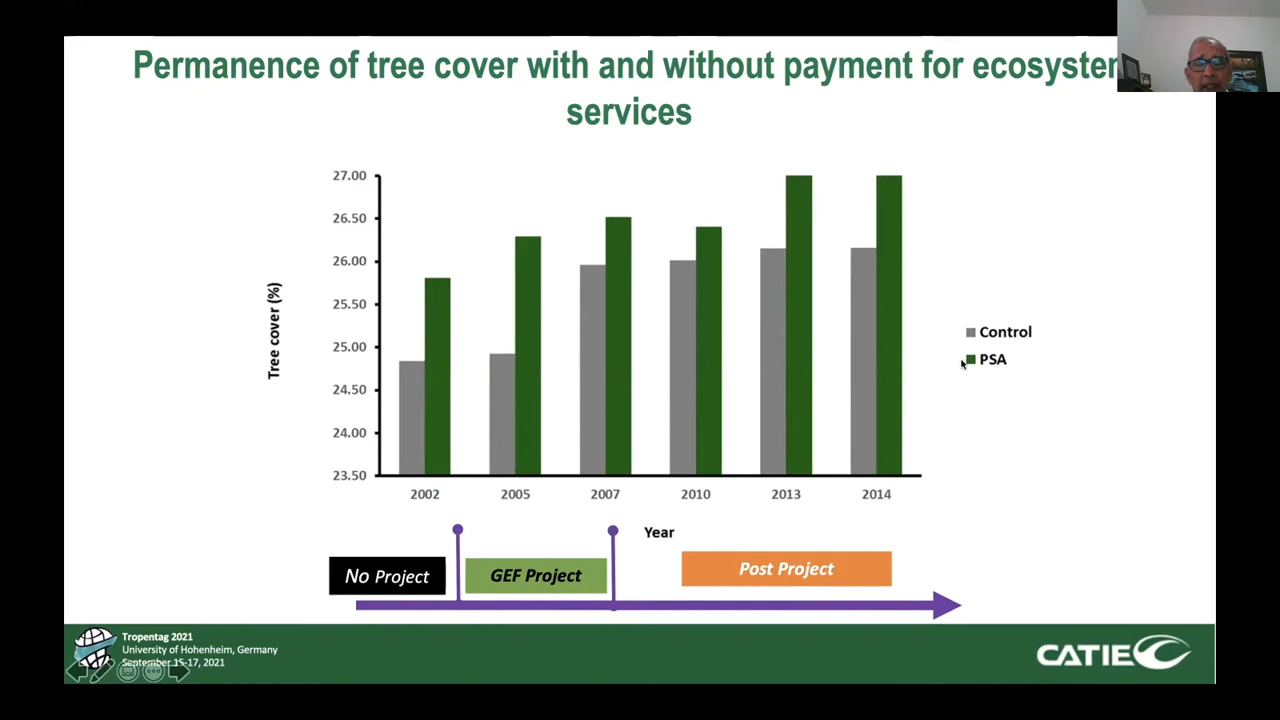 Permanence of tree cover with and without payment for ecosystem
services
27.00
26.50
26.00
25.50
25.00
24.50
24.00
23.50
Tree cover (%)
2002 2005 2007 2010 2013 2014
Year
Control
PSA
No Project
GEF Project
Post Project
Tropentag 2021
University of Hohenheim, Germany
September 15-17, 2021
CATIE